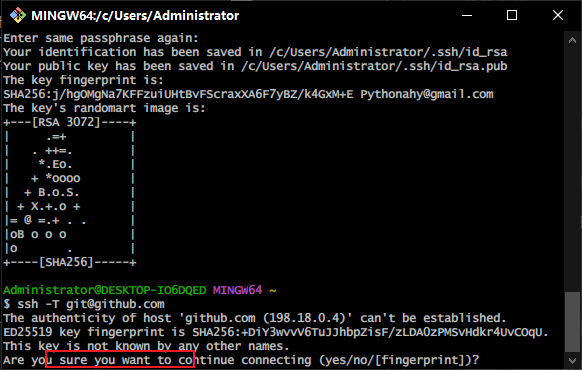 MINGW64:/c/Users/Administrator
Enter same passphrase again:
Your identification has been saved in /c/Users/Administrator/.ssh/id_rsa
Your public key has been saved in /c/Users/Administrator/.ssh/id_rsa.pub
The key fingerprint is:
SHA256:j/hgOMgNa7KFFzuiUHtBvFScraxXA6F7yBZ/k4GxM+E Pythonahy@gmail.com
The key's randomart image is:
+---[RSA 3072]----+
|      .=+        |
|    . ++=.       |
|     *.Eo.       |
|    + *oooo      |
|   + B.o.S.      |
|  + X.+.o +      |
|= @ =.+ . .      |
|oB o o o         |
|o       .        |
+----[SHA256]-----+
Administrator@DESKTOP-IO6DQED MINGW64 ~
$ ssh -T git@github.com
The authenticity of host 'github.com (198.18.0.4)' can't be established.
ED25519 key fingerprint is SHA256:+DiY3wvvV6TuJJhbpZisF/zLDA0zPMSvHdkr4UvCOqU.
This key is not known by any other names.
Are you sure you want to continue connecting (yes/no/[fingerprint])?